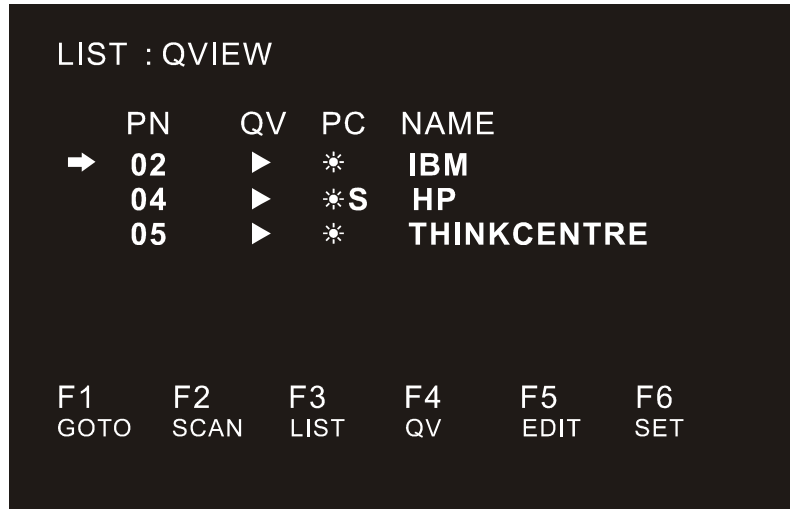 LIST : QVIEW
PN QV PC NAME
➡ 02 ▶ ☀ IBM
04 ▶ ☀S HP
05 ▶ ☀ THINKCENTRE
F1 F2 F3 F4 F5 F6
GOTO SCAN LIST QV EDIT SET